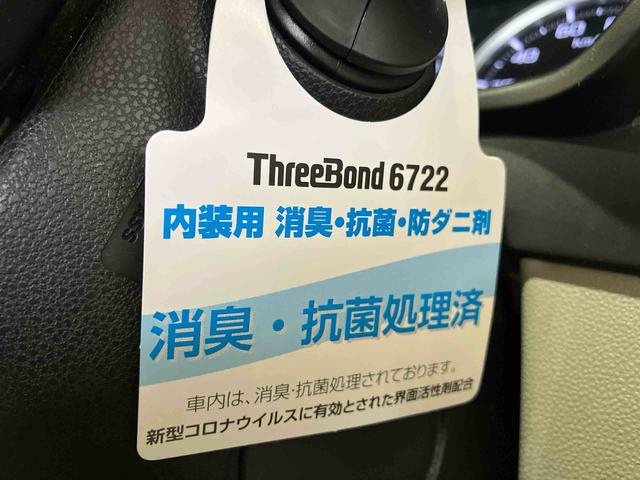 ThreeBond 6722
内装用 消臭・抗菌・防ダニ剤
消臭・抗菌処理済
車内は、消臭・抗菌処理されております。
新型コロナウイルスに有効とされた界面活性剤配合
40
60